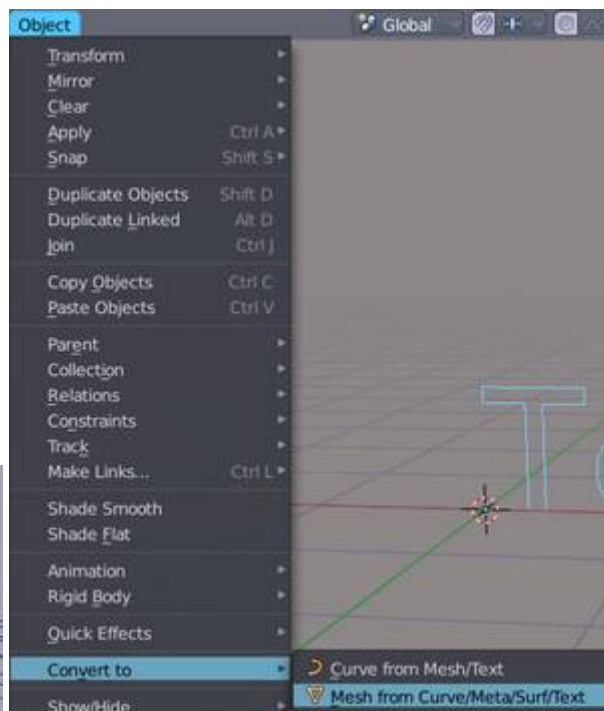 Object
Global
Transform
Mirror
Clear
Apply Ctrl A
Snap Shift S
Duplicate Objects Shift D
Duplicate Linked Alt D
Join Ctrl J
Copy Objects Ctrl C
Paste Objects Ctrl V
Parent
Collection
Relations
Constraints
Track
Make Links... Ctrl L
Shade Smooth
Shade Flat
Animation
Rigid Body
Quick Effects
Convert to
Curve from Mesh/Text
Mesh from Curve/Meta/Surf/Text
Show/Hide
T